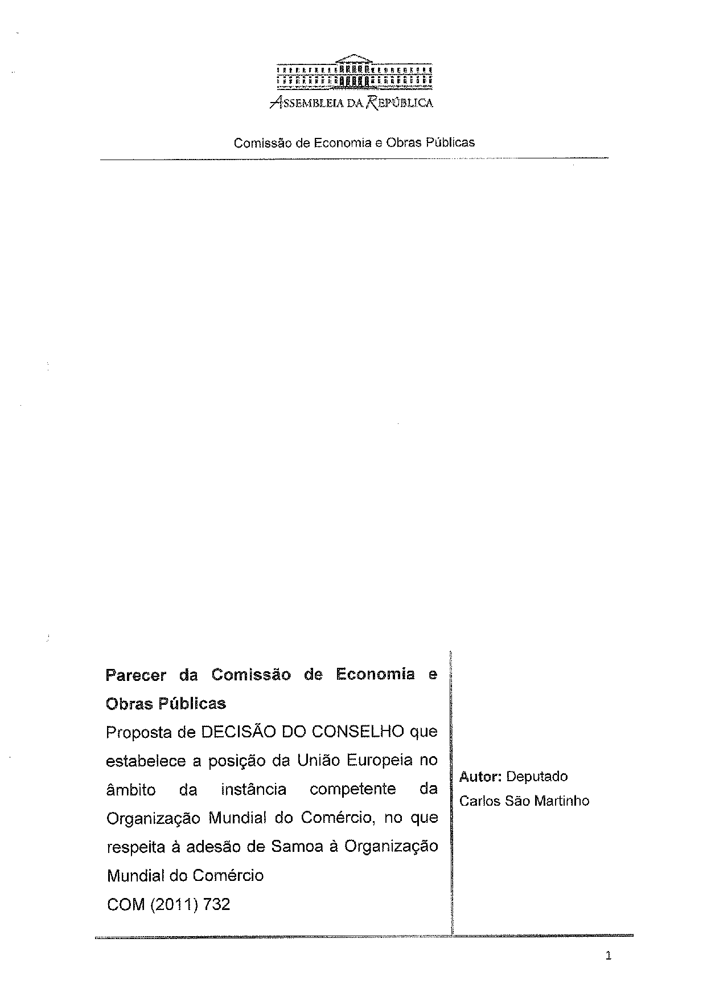 ASSEMBLEIA DA REPÚBLICA
Comissão de Economia e Obras Públicas
Parecer da Comissão de Economia e
Obras Públicas
Proposta de DECISÃO DO CONSELHO que
estabelece a posição da União Europeia no
âmbito da instância competente da
Organização Mundial do Comércio, no que
respeita à adesão de Samoa à Organização
Mundial do Comércio
COM (2011) 732
Autor: Deputado
Carlos São Martinho
1